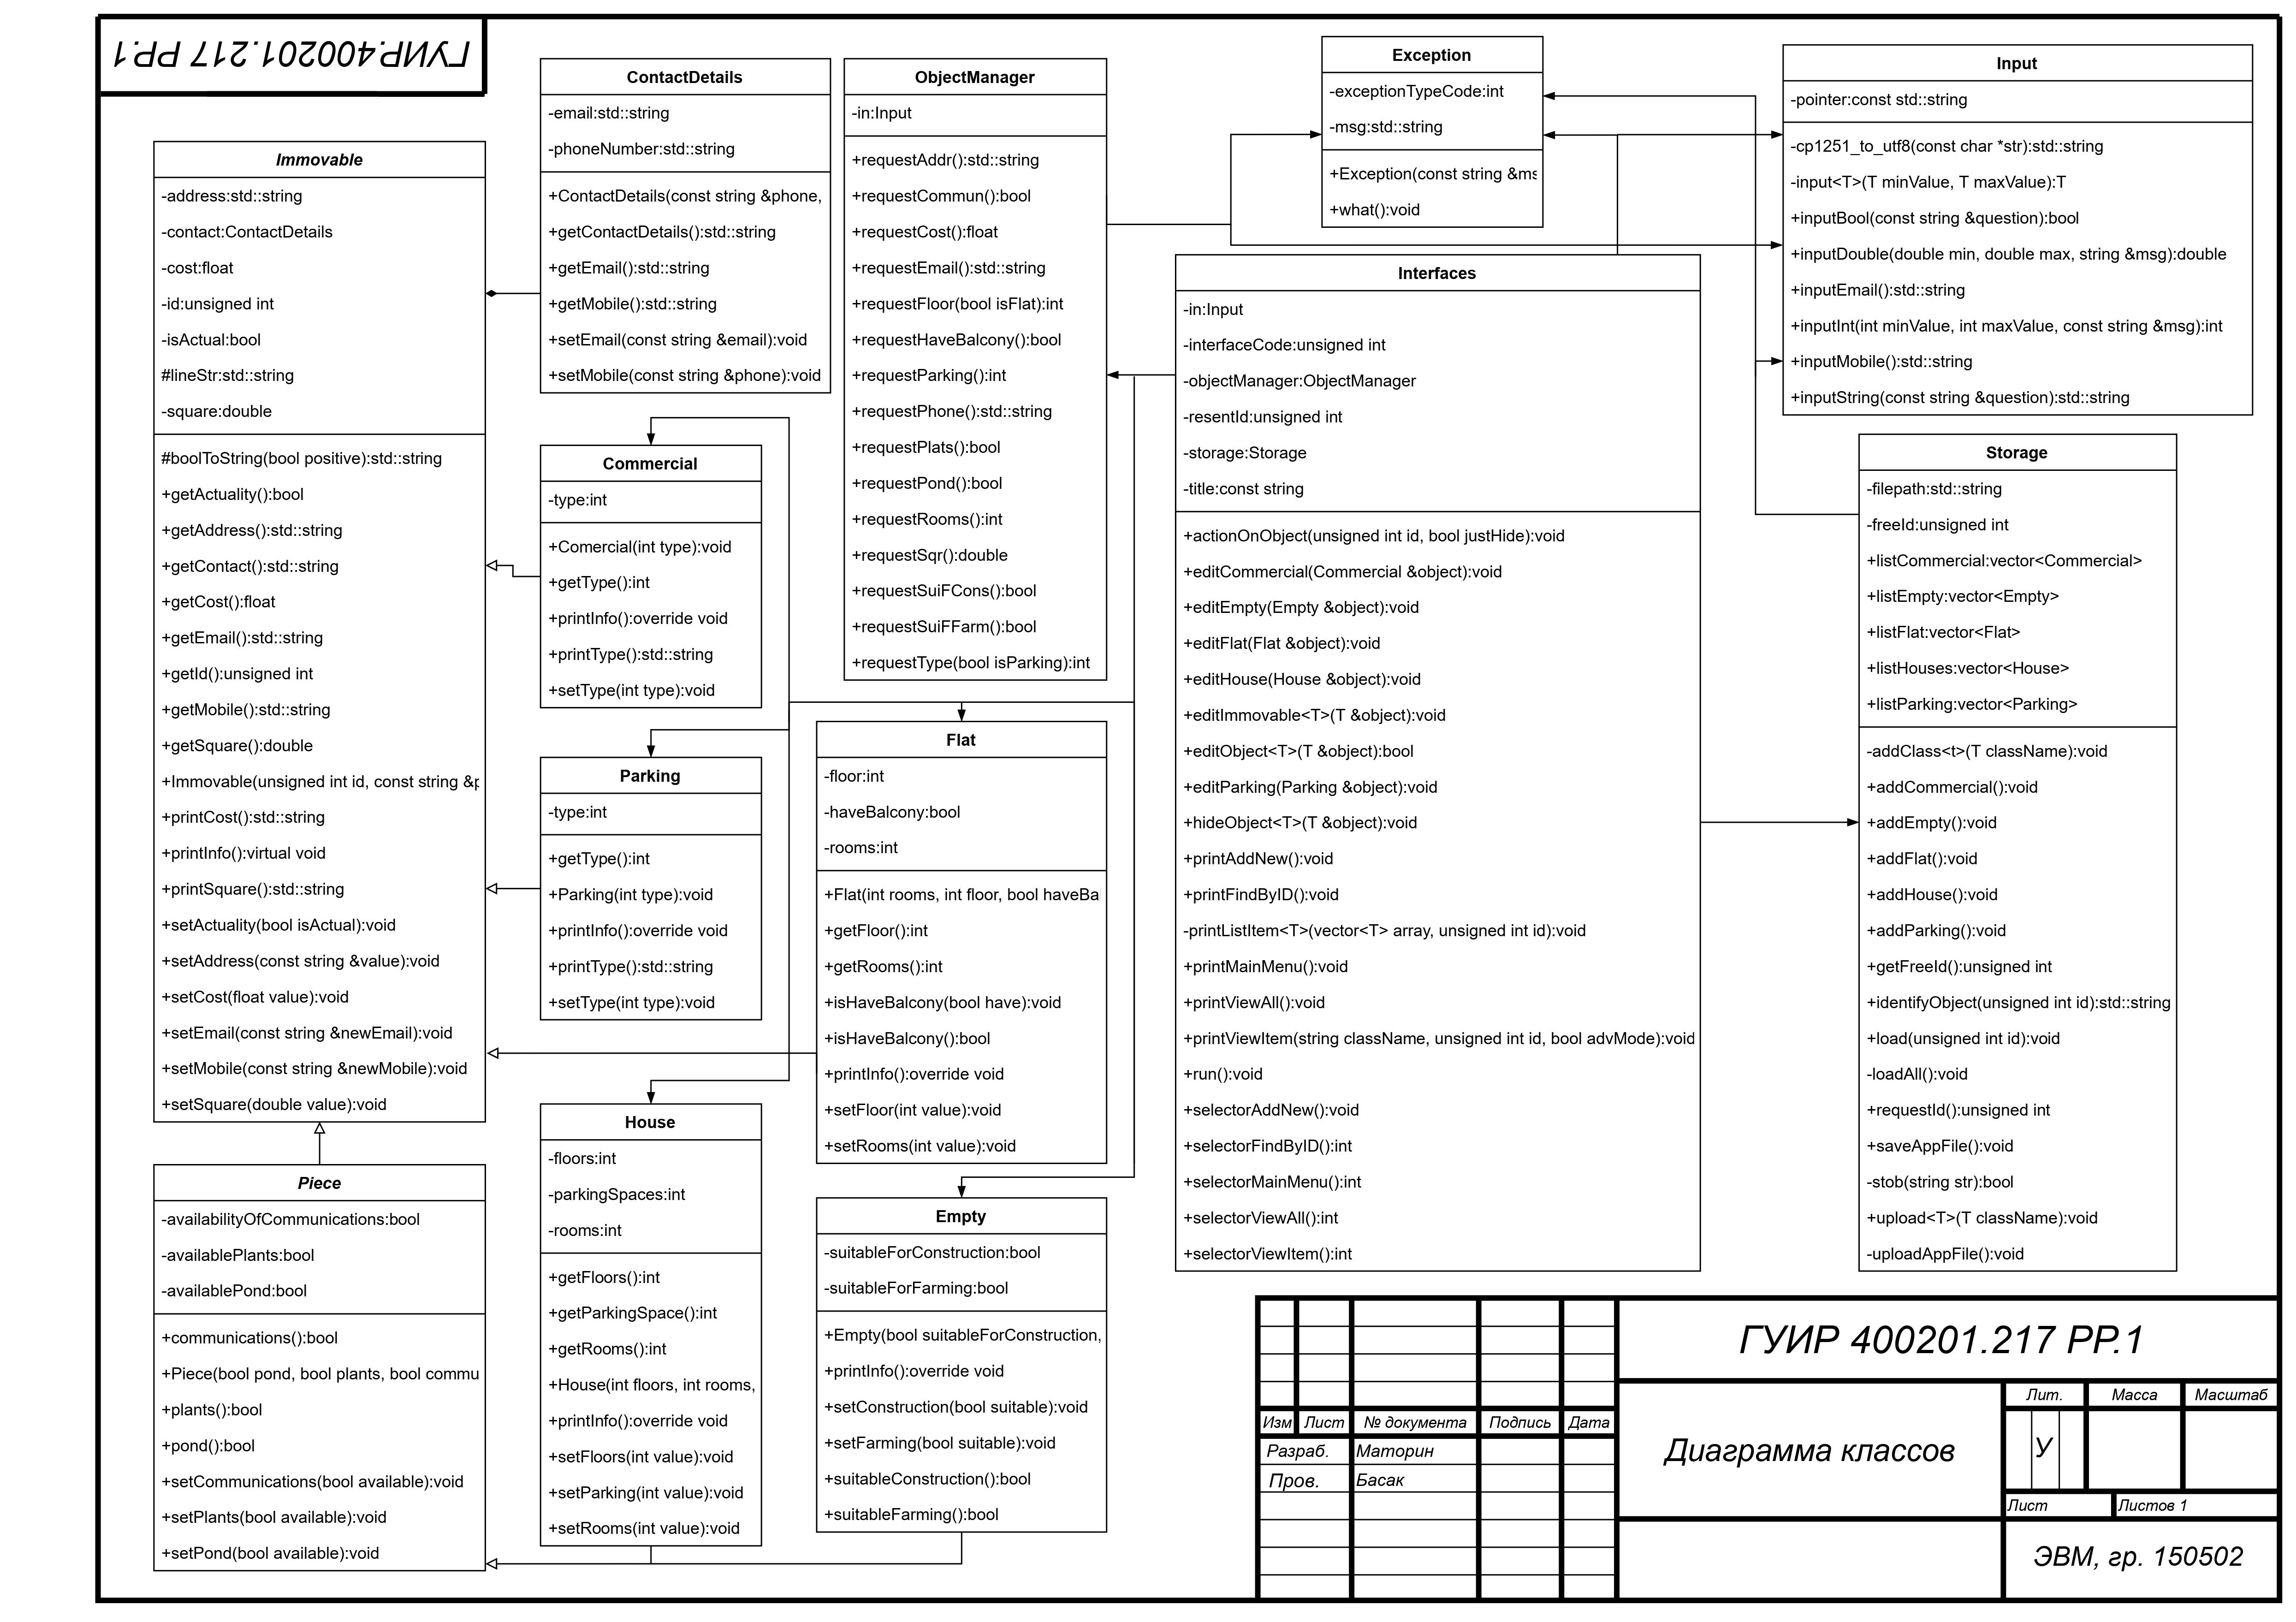 ГУИР.400201.217 РР.1
ContactDetails
-email:std::string
-phoneNumber:std::string
+ContactDetails(const string &phone,
+getContactDetails():std::string
+getEmail():std::string
+getMobile():std::string
+setEmail(const string &email):void
+setMobile(const string &phone):void
ObjectManager
-in:Input
+requestAddr():std::string
+requestCommun():bool
+requestCost():float
+requestEmail():std::string
+requestFloor(bool isFlat):int
+requestHaveBalcony():bool
+requestParking():int
+requestPhone():std::string
+requestPlats():bool
+requestPond():bool
+requestRooms():int
+requestSqr():double
+requestSuiFCons():bool
+requestSuiFFarm():bool
+requestType(bool isParking):int
Exception
-exceptionTypeCode:int
-msg:std::string
+Exception(const string &ms
+what():void
Input
-pointer:const std::string
-cp1251_to_utf8(const char *str):std::string
-input<T>(T minValue, T maxValue):T
+inputBool(const string &question):bool
+inputDouble(double min, double max, string &msg):double
+inputEmail():std::string
+inputInt(int minValue, int maxValue, const string &msg):int
+inputMobile():std::string
+inputString(const string &question):std::string
Immovable
-address:std::string
-contact:ContactDetails
-cost:float
-id:unsigned int
-isActual:bool
#lineStr:std::string
-square:double
#boolToString(bool positive):std::string
+getActuality():bool
+getAddress():std::string
+getContact():std::string
+getCost():float
+getEmail():std::string
+getId():unsigned int
+getMobile():std::string
+getSquare():double
+Immovable(unsigned int id, const string &p
+printCost():std::string
+printInfo():virtual void
+printSquare():std::string
+setActuality(bool isActual):void
+setAddress(const string &value):void
+setCost(float value):void
+setEmail(const string &newEmail):void
+setMobile(const string &newMobile):void
+setSquare(double value):void
Commercial
-type:int
+Comercial(int type):void
+getType():int
+printInfo():override void
+printType():std::string
+setType(int type):void
Parking
-type:int
+getType():int
+Parking(int type):void
+printInfo():override void
+printType():std::string
+setType(int type):void
Flat
-floor:int
-haveBalcony:bool
-rooms:int
+Flat(int rooms, int floor, bool haveBa
+getFloor():int
+getRooms():int
+isHaveBalcony(bool have):void
+isHaveBalcony():bool
+printInfo():override void
+setFloor(int value):void
+setRooms(int value):void
Interfaces
-in:Input
-interfaceCode:unsigned int
-objectManager:ObjectManager
-resentId:unsigned int
-storage:Storage
-title:const string
+actionOnObject(unsigned int id, bool justHide):void
+editCommercial(Commercial &object):void
+editEmpty(Empty &object):void
+editFlat(Flat &object):void
+editHouse(House &object):void
+editImmovable<T>(T &object):void
+editObject<T>(T &object):bool
+editParking(Parking &object):void
+hideObject<T>(T &object):void
+printAddNew():void
+printFindByID():void
-printListItem<T>(vector<T> array, unsigned int id):void
+printMainMenu():void
+printViewAll():void
+printViewItem(string className, unsigned int id, bool advMode):void
+run():void
+selectorAddNew():void
+selectorFindByID():int
+selectorMainMenu():int
+selectorViewAll():int
+selectorViewItem():int
Storage
-filepath:std::string
-freeId:unsigned int
+listCommercial:vector<Commercial>
+listEmpty:vector<Empty>
+listFlat:vector<Flat>
+listHouses:vector<House>
+listParking:vector<Parking>
-addClass<t>(T className):void
+addCommercial():void
+addEmpty():void
+addFlat():void
+addHouse():void
+addParking():void
+getFreeId():unsigned int
+identifyObject(unsigned int id):std::string
+load(unsigned int id):void
-loadAll():void
+requestId():unsigned int
+saveAppFile():void
-stob(string str):bool
+upload<T>(T className):void
-uploadAppFile():void
Piece
-availabilityOfCommunications:bool
-availablePlants:bool
-availablePond:bool
+communications():bool
+Piece(bool pond, bool plants, bool commu
+plants():bool
+pond():bool
+setCommunications(bool available):void
+setPlants(bool available):void
+setPond(bool available):void
House
-floors:int
-parkingSpaces:int
-rooms:int
+getFloors():int
+getParkingSpace():int
+getRooms():int
+House(int floors, int rooms,
+printInfo():override void
+setFloors(int value):void
+setParking(int value):void
+setRooms(int value):void
Empty
-suitableForConstruction:bool
-suitableForFarming:bool
+Empty(bool suitableForConstruction,
+printInfo():override void
+setConstruction(bool suitable):void
+setFarming(bool suitable):void
+suitableConstruction():bool
+suitableFarming():bool
ГУИР 400201.217 РР.1
Изм Лист № документа Подпись Дата
Разраб. Маторин
Пров. Басак
Диаграмма классов
Лит. Масса Масштаб
У
Лист Листов 1
ЭВМ, гр. 150502